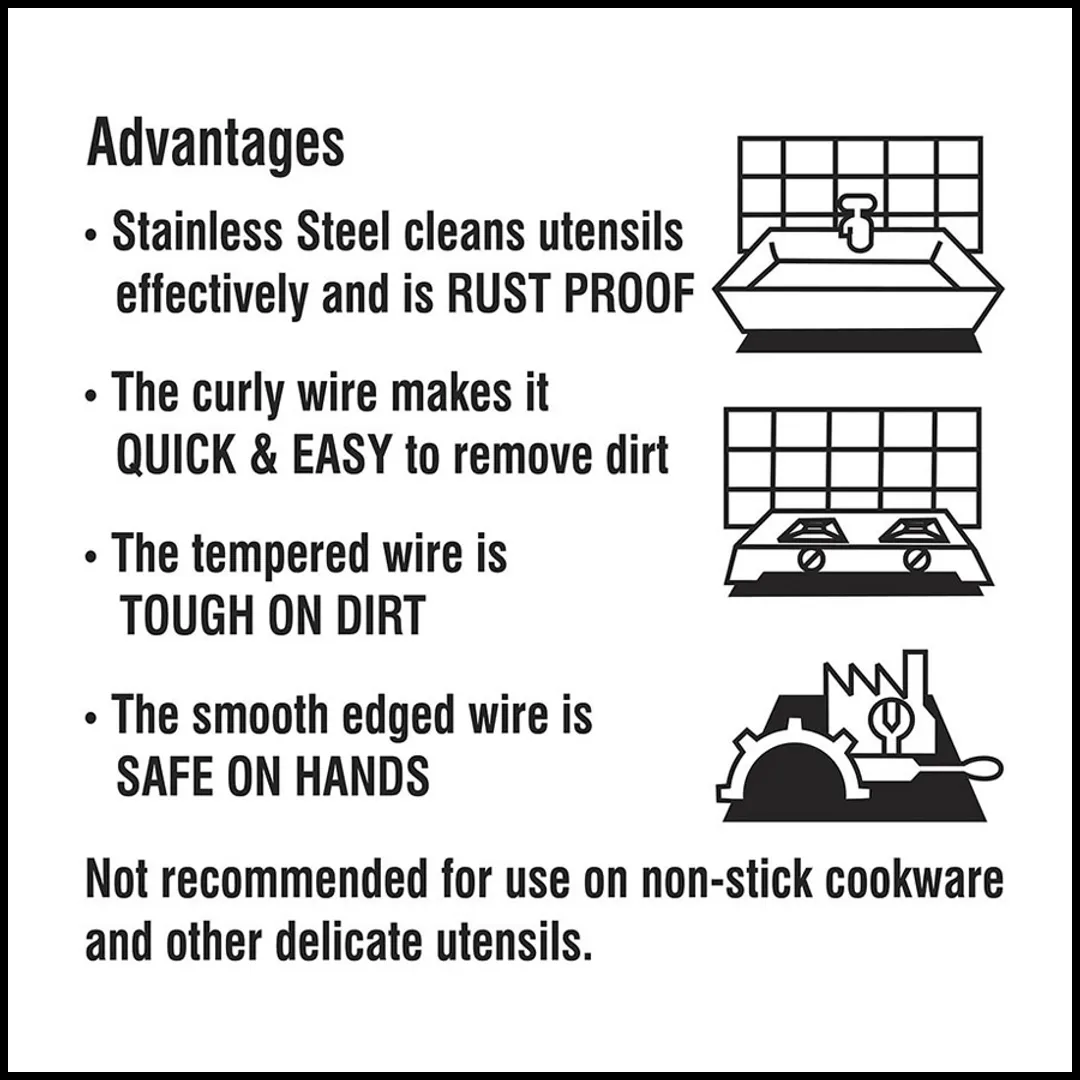 Advantages
• Stainless Steel cleans utensils
effectively and is RUST PROOF
• The curly wire makes it
QUICK & EASY to remove dirt
• The tempered wire is
TOUGH ON DIRT
• The smooth edged wire is
SAFE ON HANDS
Not recommended for use on non-stick cookware
and other delicate utensils.